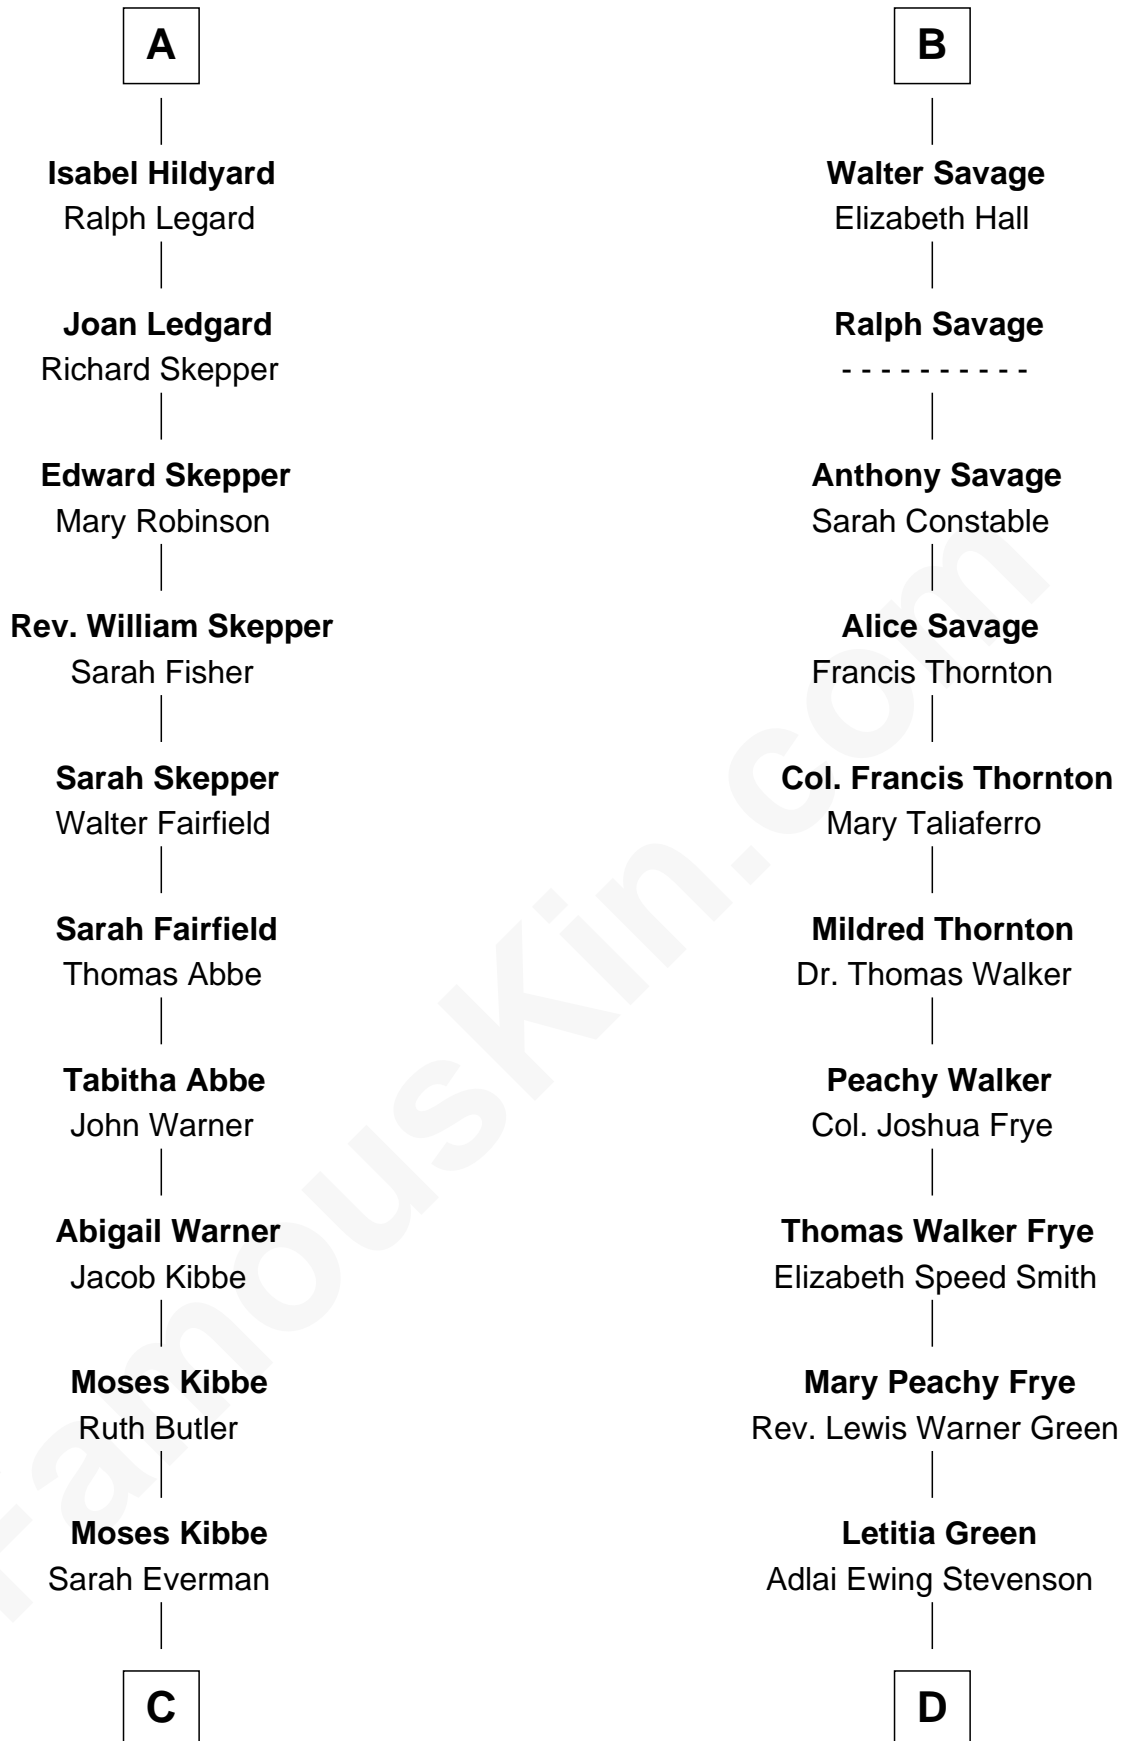 A
Isabel Hildyard
Ralph Legard
Joan Ledgard
Richard Skepper
Edward Skepper
Mary Robinson
Rev. William Skepper
Sarah Fisher
Sarah Skepper
Walter Fairfield
Sarah Fairfield
Thomas Abbe
Tabitha Abbe
John Warner
Abigail Warner
Jacob Kibbe
Moses Kibbe
Ruth Butler
Moses Kibbe
Sarah Everman
C
B
Walter Savage
Elizabeth Hall
Ralph Savage
- - - - - - - - - -
Anthony Savage
Sarah Constable
Alice Savage
Francis Thornton
Col. Francis Thornton
Mary Taliaferro
Mildred Thornton
Dr. Thomas Walker
Peachy Walker
Col. Joshua Frye
Thomas Walker Frye
Elizabeth Speed Smith
Mary Peachy Frye
Rev. Lewis Warner Green
Letitia Green
Adlai Ewing Stevenson
D
FamousKin.com